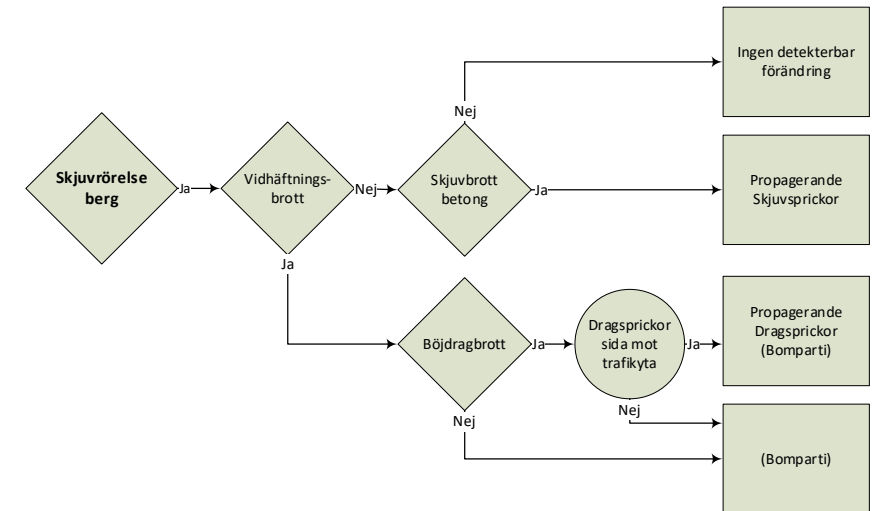 Ingen detekterbar
förändring
Nej
Skjuvrörelse
berg
Ja
Vidhäftnings-
brott
Nej
Skjuvbrott
betong
Ja
Propagerande
Skjuvsprickor
Ja
Böjdragbrott
Ja
Dragsprickor
sida mot
trafikyta
Ja
Propagerande
Dragsprickor
(Bomparti)
Nej
Nej
(Bomparti)